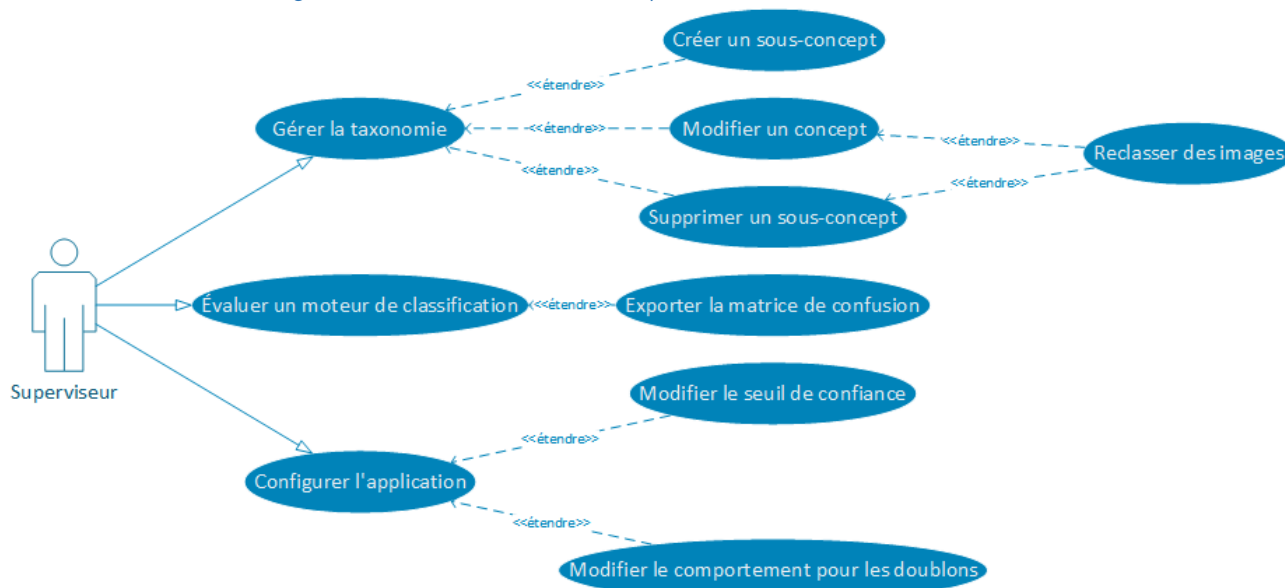 Créer un sous-concept
<<étendre>>
Gérer la taxonomie
<<étendre>>
Modifier un concept
<<étendre>>
Reclasser des images
<<étendre>>
<<étendre>>
Supprimer un sous-concept
Évaluer un moteur de classification
<<étendre>>
Exporter la matrice de confusion
Superviseur
Modifier le seuil de confiance
<<étendre>>
Configurer l'application
<<étendre>>
Modifier le comportement pour les doublons